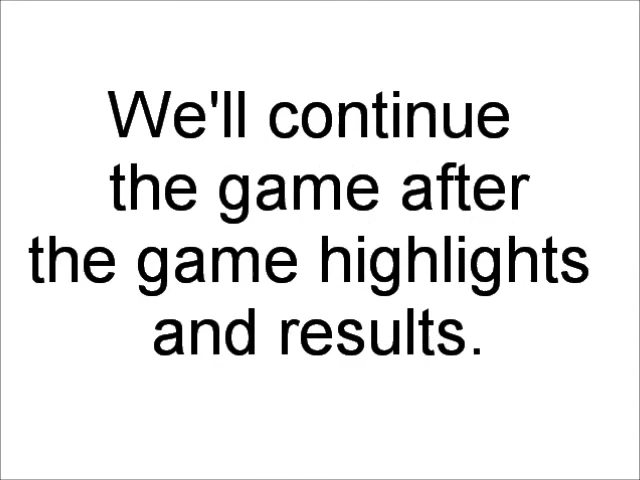 We'll continue
the game after
the game highlights
and results.